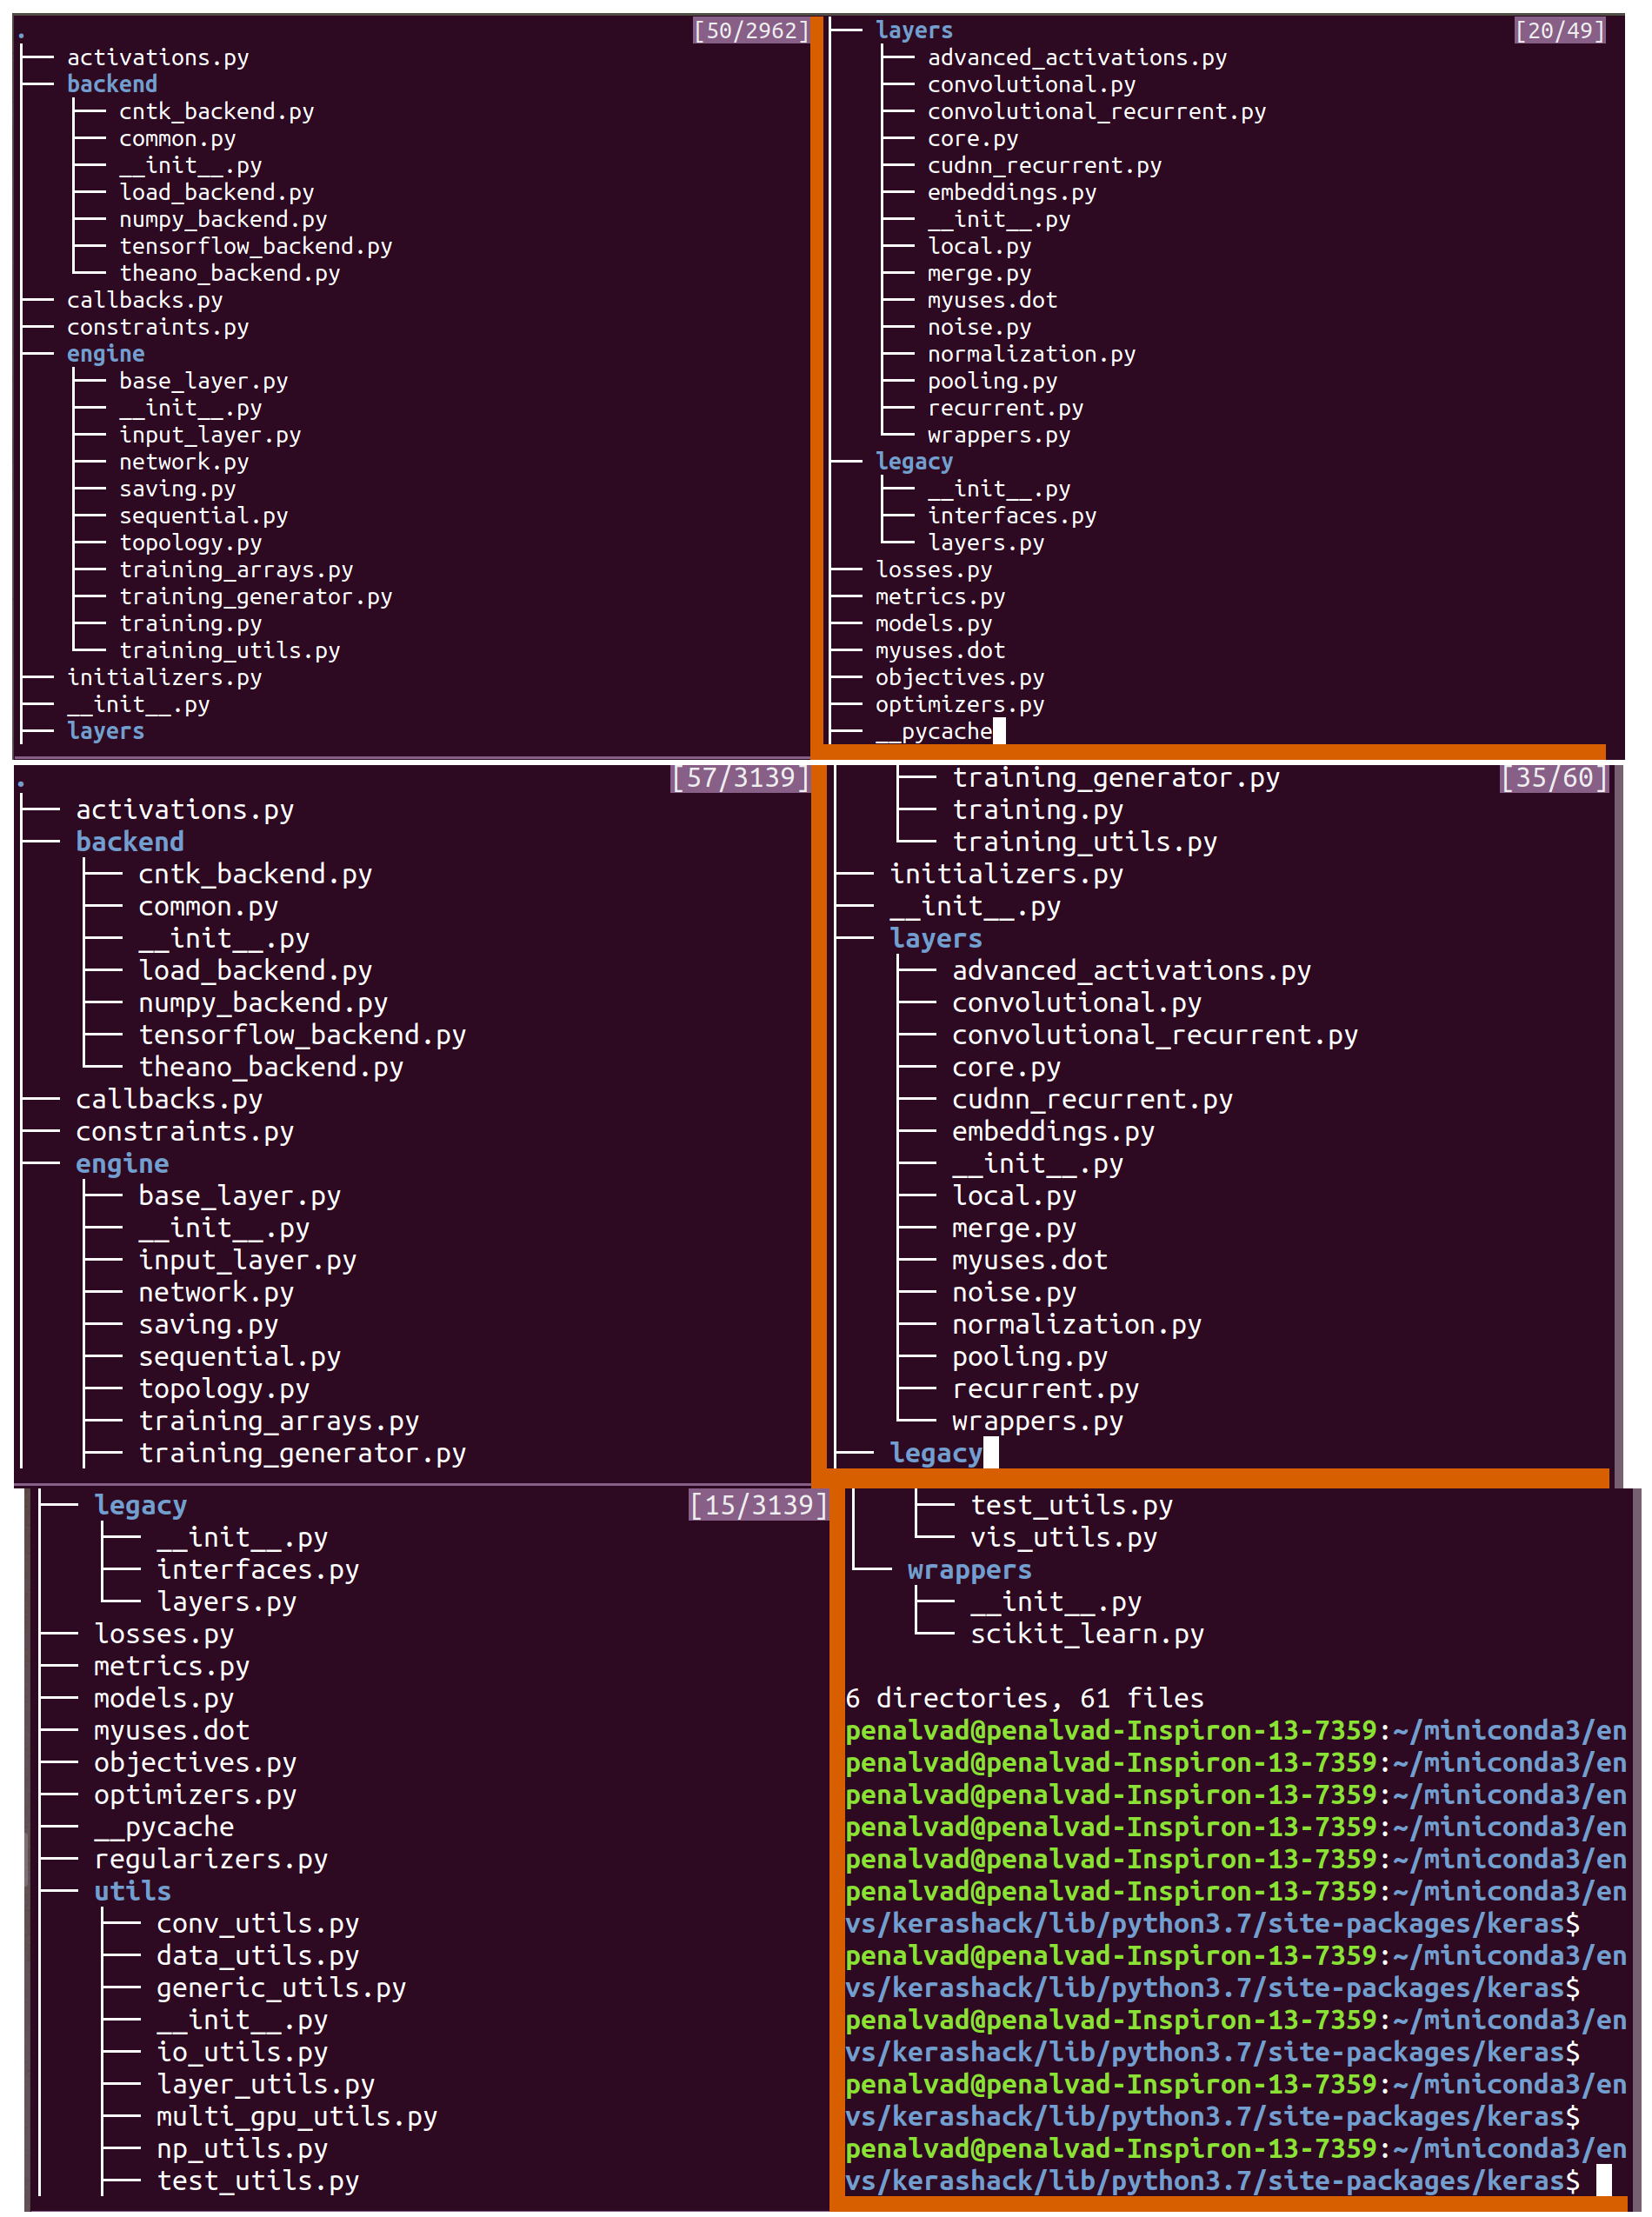 . [50/2962]
├── activations.py
├── backend
│   ├── cntk_backend.py
│   ├── common.py
│   ├── __init__.py
│   ├── load_backend.py
│   ├── numpy_backend.py
│   ├── tensorflow_backend.py
│   └── theano_backend.py
├── callbacks.py
├── constraints.py
├── engine
│   ├── base_layer.py
│   ├── __init__.py
│   ├── input_layer.py
│   ├── network.py
│   ├── saving.py
│   ├── sequential.py
│   ├── topology.py
│   ├── training_arrays.py
│   ├── training_generator.py
│   ├── training.py
│   └── training_utils.py
├── initializers.py
├── __init__.py
├── layers
├── layers [20/49]
│   ├── advanced_activations.py
│   ├── convolutional.py
│   ├── convolutional_recurrent.py
│   ├── core.py
│   ├── cudnn_recurrent.py
│   ├── embeddings.py
│   ├── __init__.py
│   ├── local.py
│   ├── merge.py
│   ├── myuses.dot
│   ├── noise.py
│   ├── normalization.py
│   ├── pooling.py
│   ├── recurrent.py
│   └── wrappers.py
├── legacy
│   ├── __init__.py
│   ├── interfaces.py
│   └── layers.py
├── losses.py
├── metrics.py
├── models.py
├── myuses.dot
├── objectives.py
├── optimizers.py
├── __pycache
. [57/3139]
├── activations.py
├── backend
│   ├── cntk_backend.py
│   ├── common.py
│   ├── __init__.py
│   ├── load_backend.py
│   ├── numpy_backend.py
│   ├── tensorflow_backend.py
│   └── theano_backend.py
├── callbacks.py
├── constraints.py
├── engine
│   ├── base_layer.py
│   ├── __init__.py
│   ├── input_layer.py
│   ├── network.py
│   ├── saving.py
│   ├── sequential.py
│   ├── topology.py
│   ├── training_arrays.py
│   ├── training_generator.py
│   ├── training_generator.py [35/60]
│   ├── training.py
│   └── training_utils.py
├── initializers.py
├── __init__.py
├── layers
│   ├── advanced_activations.py
│   ├── convolutional.py
│   ├── convolutional_recurrent.py
│   ├── core.py
│   ├── cudnn_recurrent.py
│   ├── embeddings.py
│   ├── __init__.py
│   ├── local.py
│   ├── merge.py
│   ├── myuses.dot
│   ├── noise.py
│   ├── normalization.py
│   ├── pooling.py
│   ├── recurrent.py
│   └── wrappers.py
├── legacy
├── legacy [15/3139]
│   ├── __init__.py
│   ├── interfaces.py
│   └── layers.py
├── losses.py
├── metrics.py
├── models.py
├── myuses.dot
├── objectives.py
├── optimizers.py
├── __pycache
├── regularizers.py
├── utils
│   ├── conv_utils.py
│   ├── data_utils.py
│   ├── generic_utils.py
│   ├── __init__.py
│   ├── io_utils.py
│   ├── layer_utils.py
│   ├── multi_gpu_utils.py
│   ├── np_utils.py
│   ├── test_utils.py
│   ├── test_utils.py
│   └── vis_utils.py
└── wrappers
    ├── __init__.py
    └── scikit_learn.py
6 directories, 61 files
penalvad@penalvad-Inspiron-13-7359:~/miniconda3/en
penalvad@penalvad-Inspiron-13-7359:~/miniconda3/en
penalvad@penalvad-Inspiron-13-7359:~/miniconda3/en
penalvad@penalvad-Inspiron-13-7359:~/miniconda3/en
penalvad@penalvad-Inspiron-13-7359:~/miniconda3/en
penalvad@penalvad-Inspiron-13-7359:~/miniconda3/en
vs/kerashack/lib/python3.7/site-packages/keras$
penalvad@penalvad-Inspiron-13-7359:~/miniconda3/en
vs/kerashack/lib/python3.7/site-packages/keras$
penalvad@penalvad-Inspiron-13-7359:~/miniconda3/en
vs/kerashack/lib/python3.7/site-packages/keras$
penalvad@penalvad-Inspiron-13-7359:~/miniconda3/en
vs/kerashack/lib/python3.7/site-packages/keras$
penalvad@penalvad-Inspiron-13-7359:~/miniconda3/en
vs/kerashack/lib/python3.7/site-packages/keras$